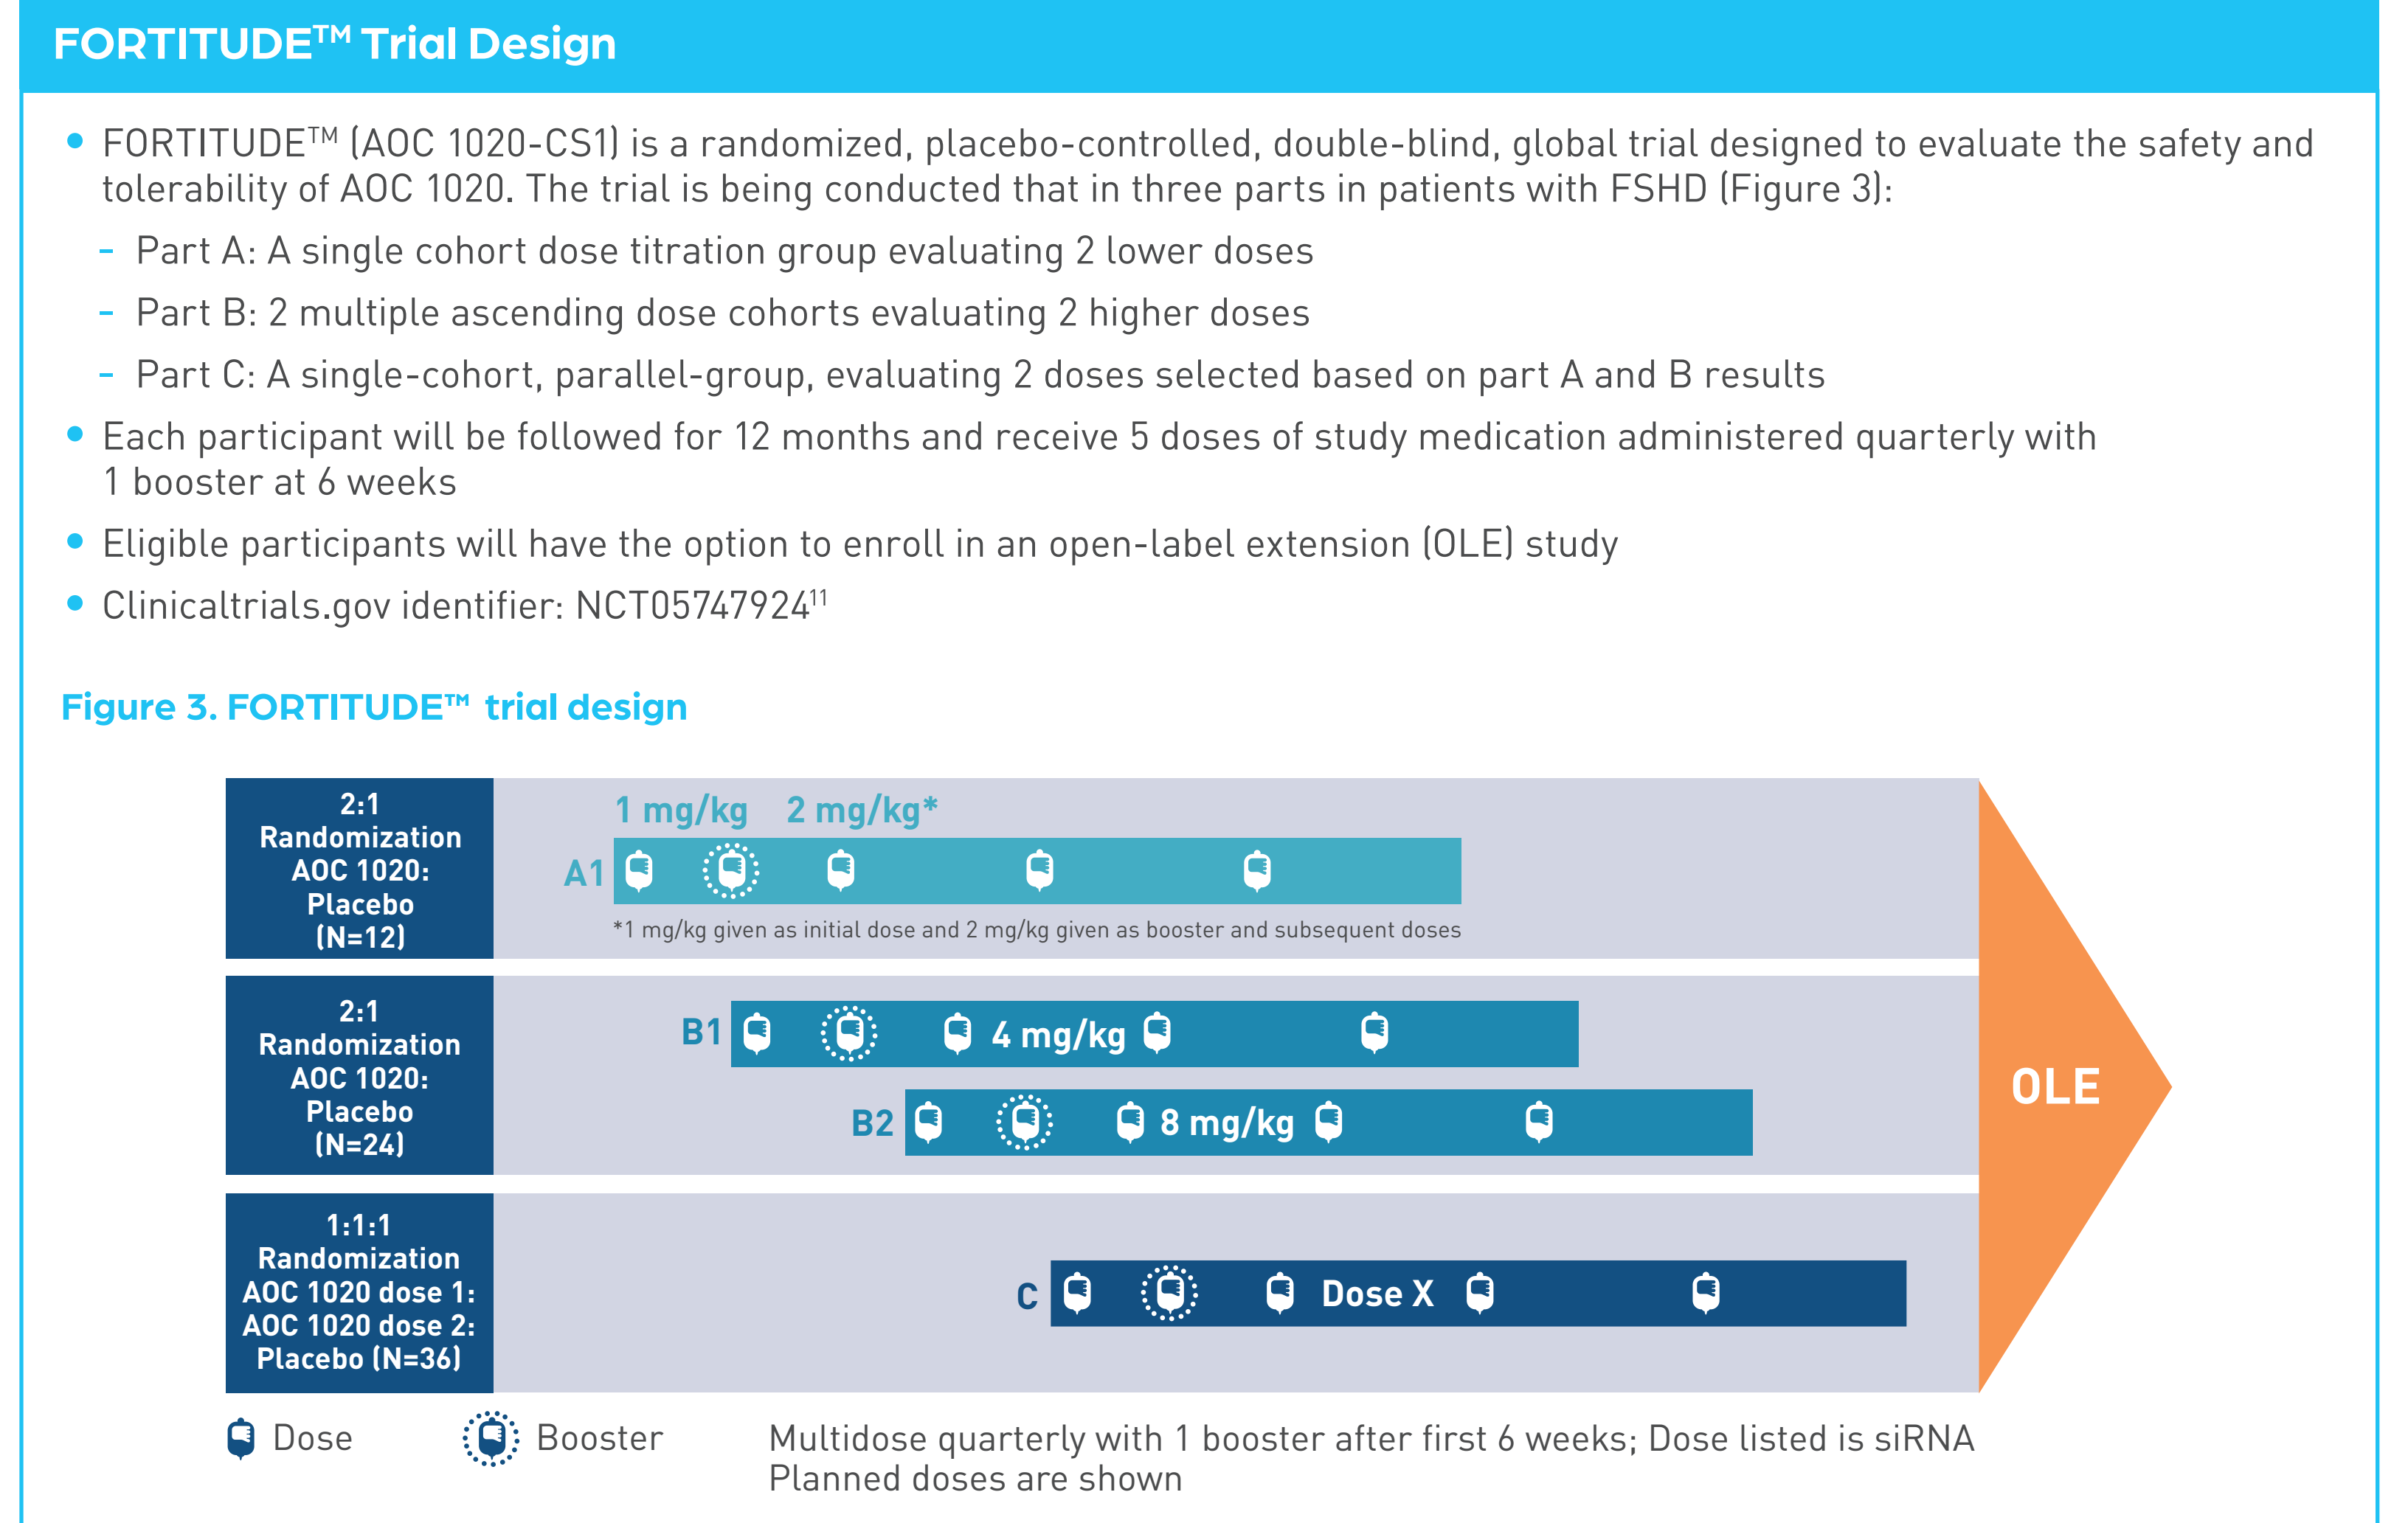 FORTITUDE™ Trial Design
• FORTITUDE™ (AOC 1020-CS1) is a randomized, placebo-controlled, double-blind, global trial designed to evaluate the safety and
tolerability of AOC 1020. The trial is being conducted that in three parts in patients with FSHD (Figure 3):
- Part A: A single cohort dose titration group evaluating 2 lower doses
- Part B: 2 multiple ascending dose cohorts evaluating 2 higher doses
- Part C: A single-cohort, parallel-group, evaluating 2 doses selected based on part A and B results
• Each participant will be followed for 12 months and receive 5 doses of study medication administered quarterly with
1 booster at 6 weeks
• Eligible participants will have the option to enroll in an open-label extension (OLE) study
• Clinicaltrials.gov identifier: NCT05747924¹¹
Figure 3. FORTITUDE™ trial design
2:1
Randomization
AOC 1020:
Placebo
(N=12)
1 mg/kg 2 mg/kg*
A1
*1 mg/kg given as initial dose and 2 mg/kg given as booster and subsequent doses
2:1
Randomization
AOC 1020:
Placebo
(N=24)
B1 4 mg/kg
B2 8 mg/kg
OLE
1:1:1
Randomization
AOC 1020 dose 1:
AOC 1020 dose 2:
Placebo (N=36)
C Dose X
Dose
Booster
Multidose quarterly with 1 booster after first 6 weeks; Dose listed is siRNA
Planned doses are shown